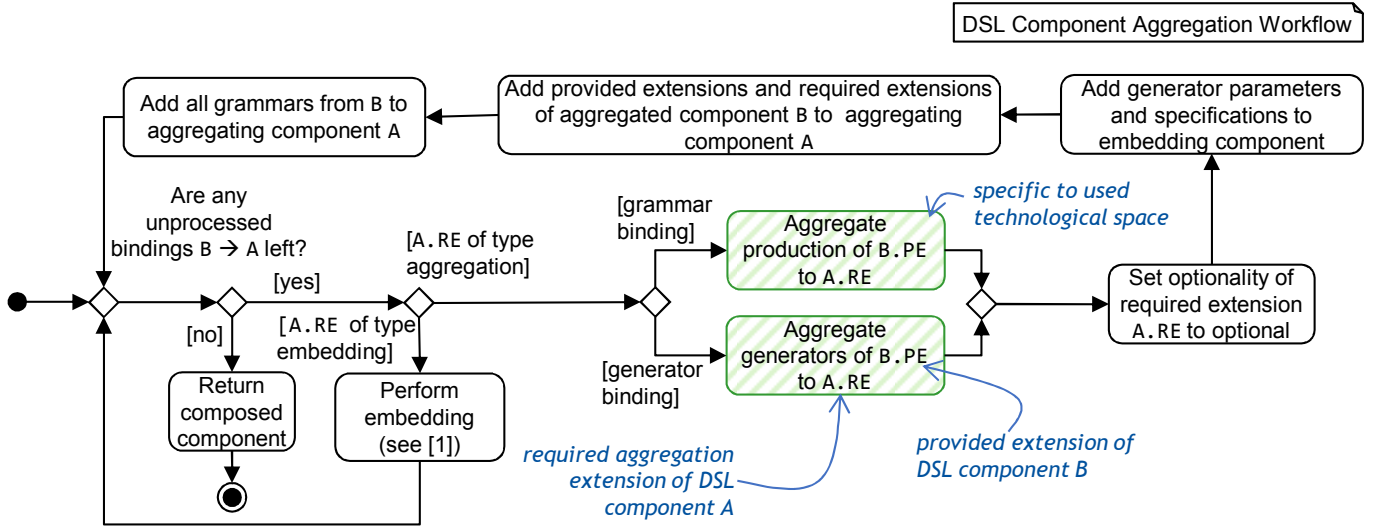 DSL Component Aggregation Workflow
Add all grammars from B to
aggregating component A
Add provided extensions and required extensions
of aggregated component B to aggregating
component A
Add generator parameters
and specifications to
embedding component
Are any
unprocessed
bindings B → A left?
[yes]
[no]
[A.RE of type
aggregation]
[A.RE of type
embedding]
[grammar
binding]
[generator
binding]
specific to used
technological space
Aggregate
production of B.PE
to A.RE
Aggregate
generators of B.PE
to A.RE
Set optionality of
required extension
A.RE to optional
Return
composed
component
Perform
embedding
(see [1])
required aggregation
extension of DSL
component A
provided extension of
DSL component B